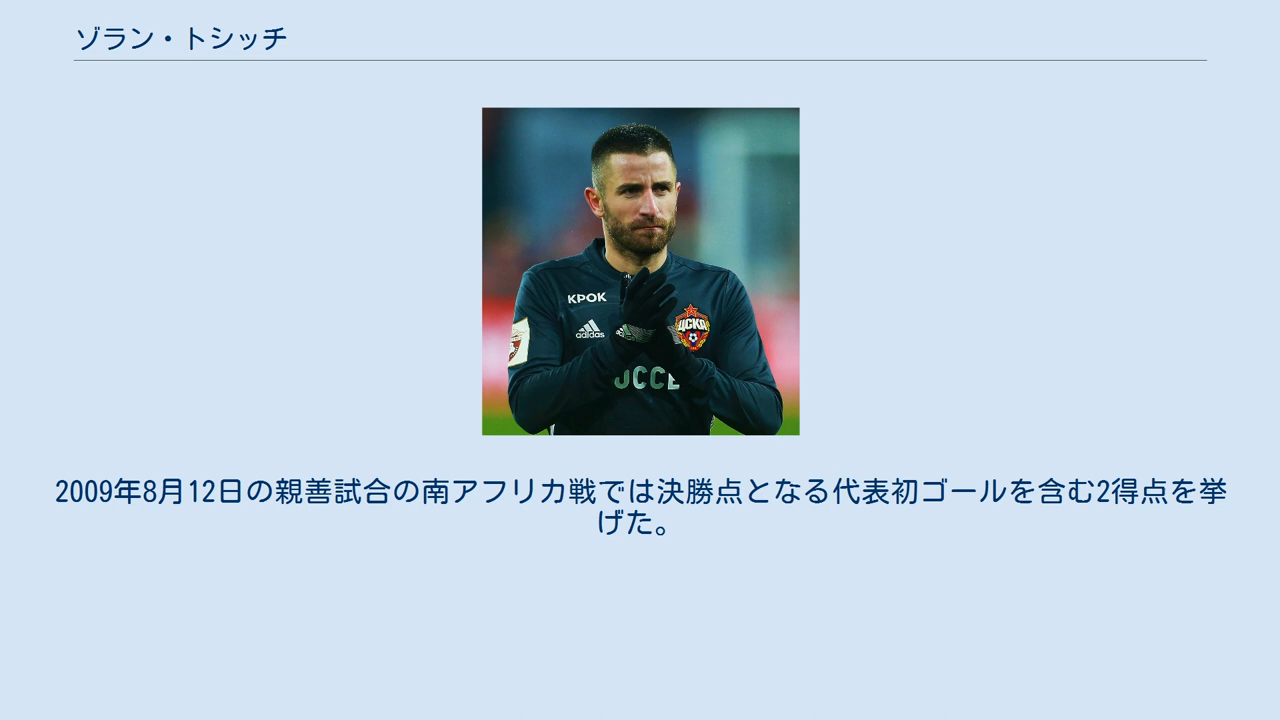 ゾラン・トシッチ
КРОК
adidas
ЦСКА
2009年8月12日の親善試合の南アフリカ戦では決勝点となる代表初ゴールを含む2得点を挙
げた。